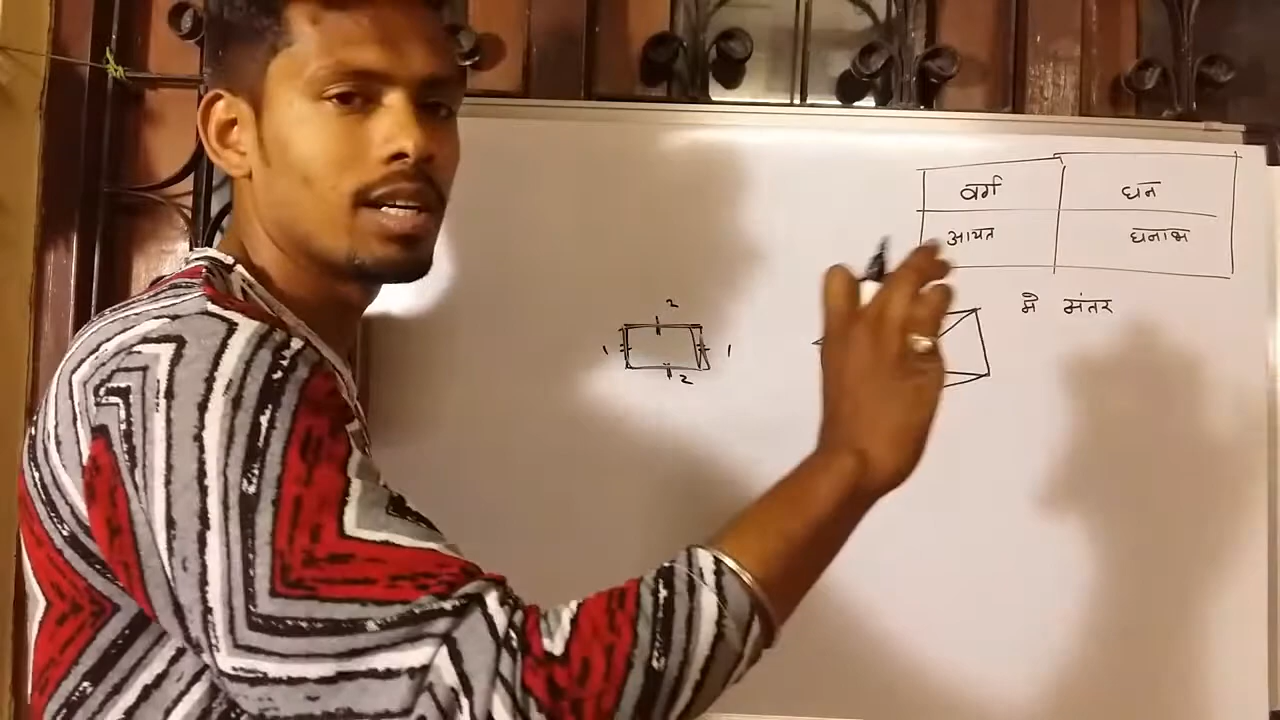 वर्ग घन
आयत घनाभ
मे अंतर
2
1 1
2